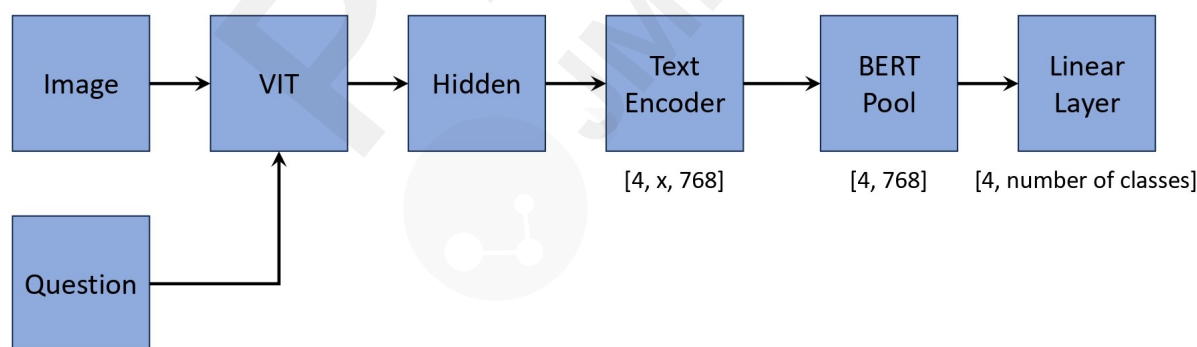 Image
VIT
Hidden
Text
Encoder
BERT
Pool
Linear
Layer
[4, x, 768]
[4, 768]
[4, number of classes]
Question